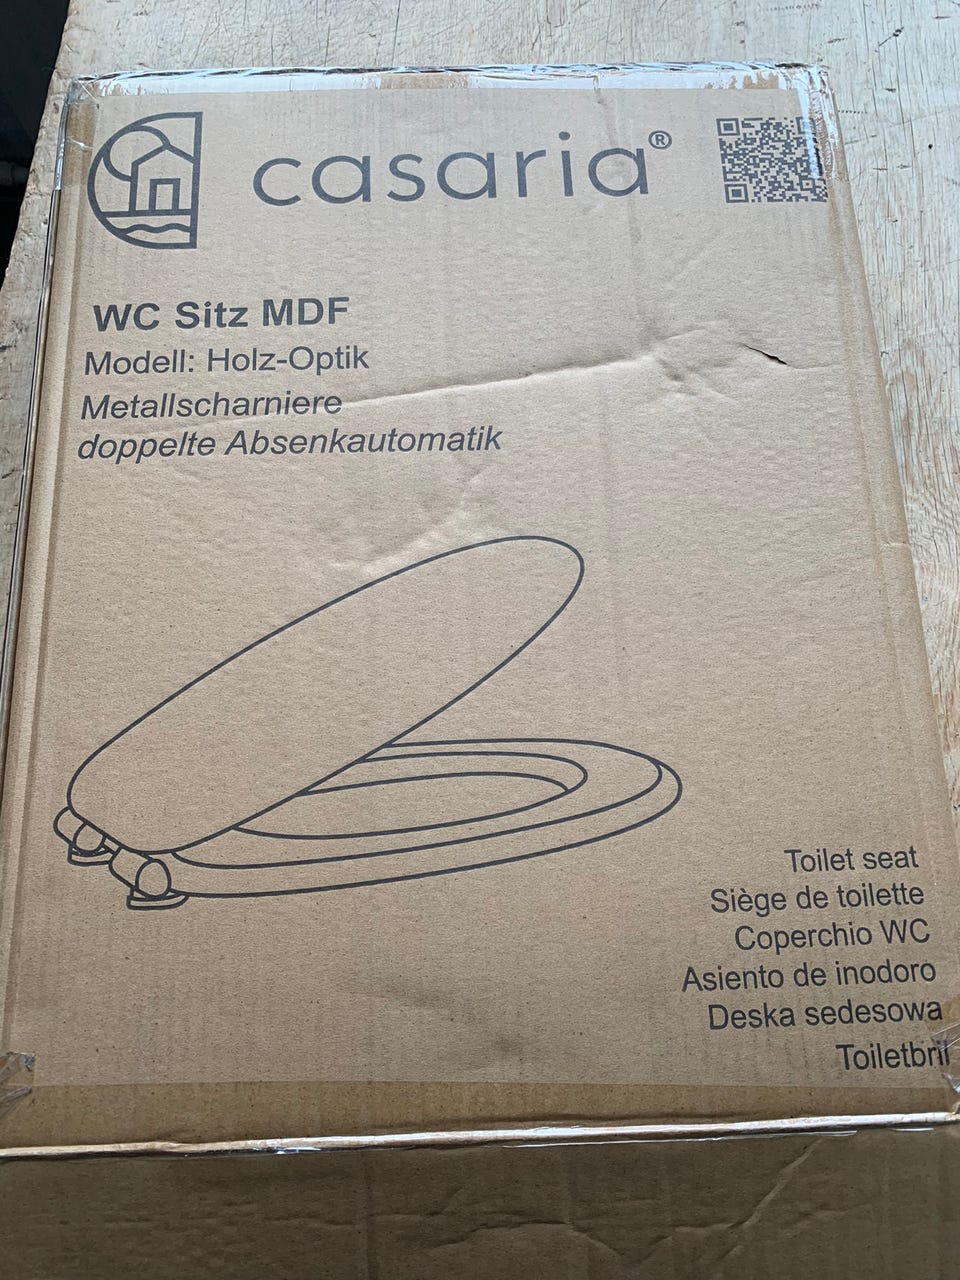 casaria®
WC Sitz MDF
Modell: Holz-Optik
Metallscharniere
doppelte Absenkautomatik
Toilet seat
Siège de toilette
Coperchio WC
Asiento de inodoro
Deska sedesowa
Toiletbril